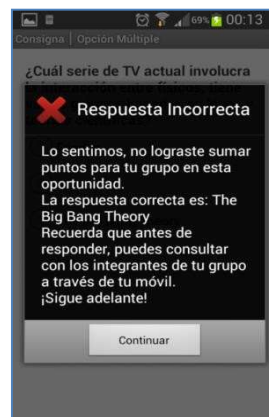 69% 00:13
Consigna | Opción Múltiple
¿Cuál serie de TV actual involucra
Respuesta Incorrecta
Lo sentimos, no lograste sumar
puntos para tu grupo en esta
oportunidad.
La respuesta correcta es: The
Big Bang Theory
Recuerda que antes de
responder, puedes consultar
con los integrantes de tu grupo
a través de tu móvil.
¡Sigue adelante!
Continuar